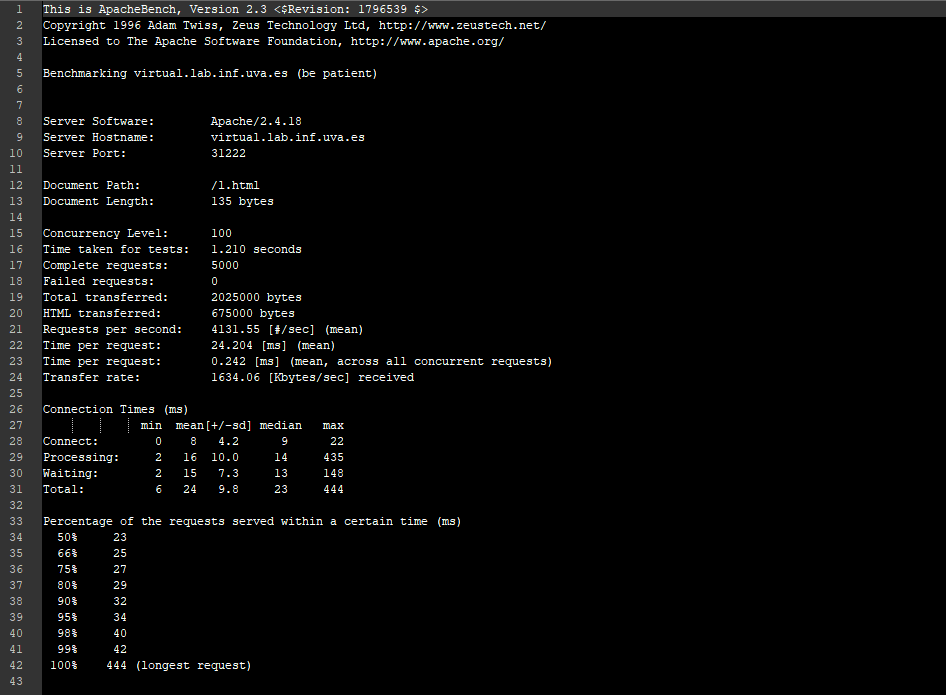 1 This is ApacheBench, Version 2.3 <$Revision: 1796539 $>
2 Copyright 1996 Adam Twiss, Zeus Technology Ltd, http://www.zeustech.net/
3 Licensed to The Apache Software Foundation, http://www.apache.org/
4
5 Benchmarking virtual.lab.inf.uva.es (be patient)
6
7
8 Server Software:        Apache/2.4.18
9 Server Hostname:        virtual.lab.inf.uva.es
10 Server Port:            31222
11
12 Document Path:          /1.html
13 Document Length:        135 bytes
14
15 Concurrency Level:      100
16 Time taken for tests:   1.210 seconds
17 Complete requests:      5000
18 Failed requests:        0
19 Total transferred:      2025000 bytes
20 HTML transferred:       675000 bytes
21 Requests per second:    4131.55 [#/sec] (mean)
22 Time per request:       24.204 [ms] (mean)
23 Time per request:       0.242 [ms] (mean, across all concurrent requests)
24 Transfer rate:          1634.06 [Kbytes/sec] received
25
26 Connection Times (ms)
27               min  mean[+/-sd] median   max
28 Connect:        0    8   4.2      9      22
29 Processing:     2   16  10.0     14     435
30 Waiting:        2   15   7.3     13     148
31 Total:          6   24   9.8     23     444
32
33 Percentage of the requests served within a certain time (ms)
34   50%     23
35   66%     25
36   75%     27
37   80%     29
38   90%     32
39   95%     34
40   98%     40
41   99%     42
42  100%    444 (longest request)
43